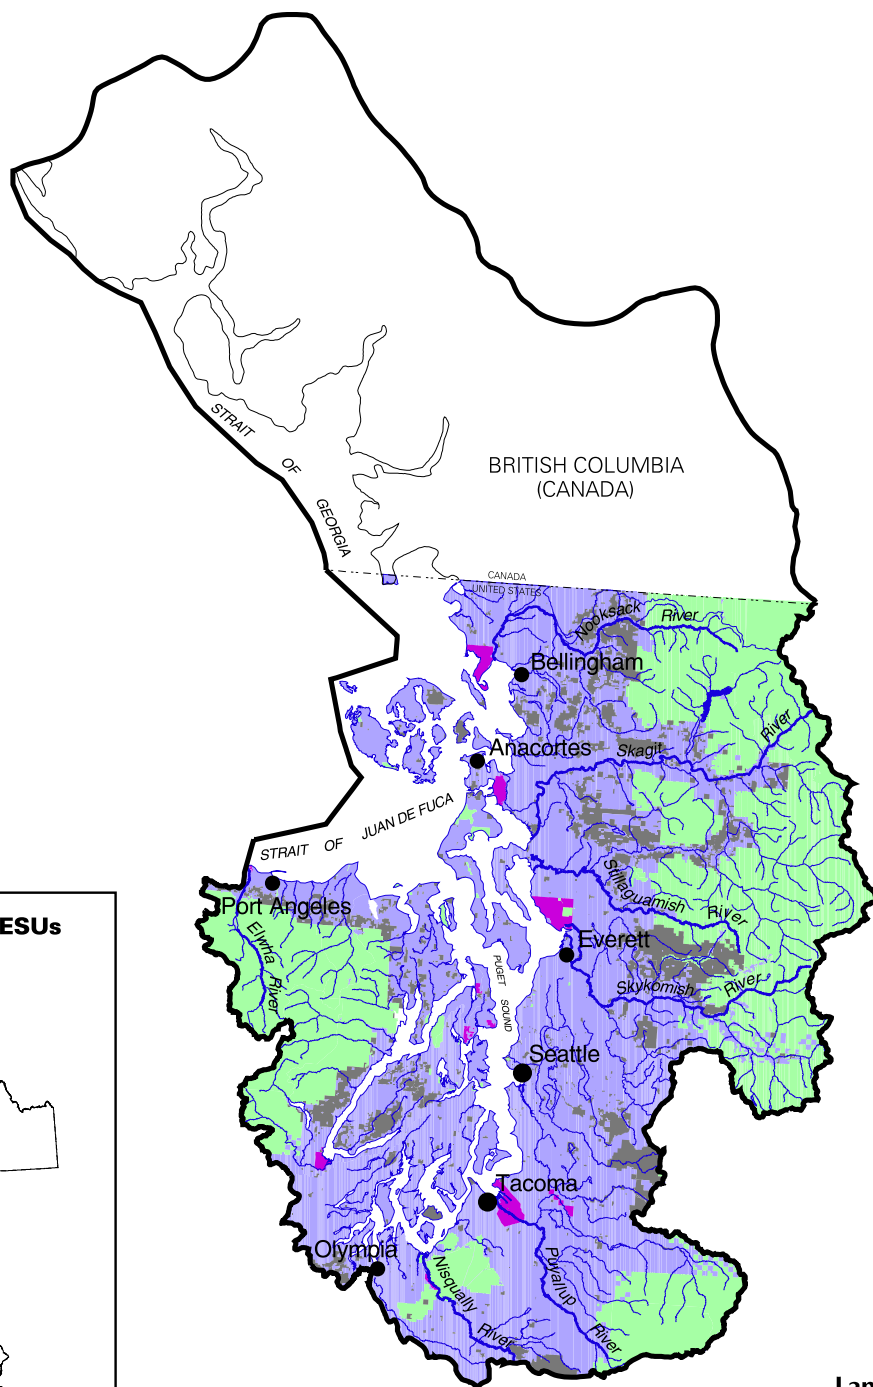 STRAIT OF GEORGIA
BRITISH COLUMBIA
(CANADA)
CANADA
UNITED STATES
Nooksack River
Bellingham
Anacortes
Skagit River
STRAIT OF JUAN DE FUCA
Port Angeles
ESUs
Elwha River
Stillaguamish River
Everett
PUGET SOUND
Skykomish River
Seattle
Tacoma
Olympia
Nisqually River
Puyallup River
Lan